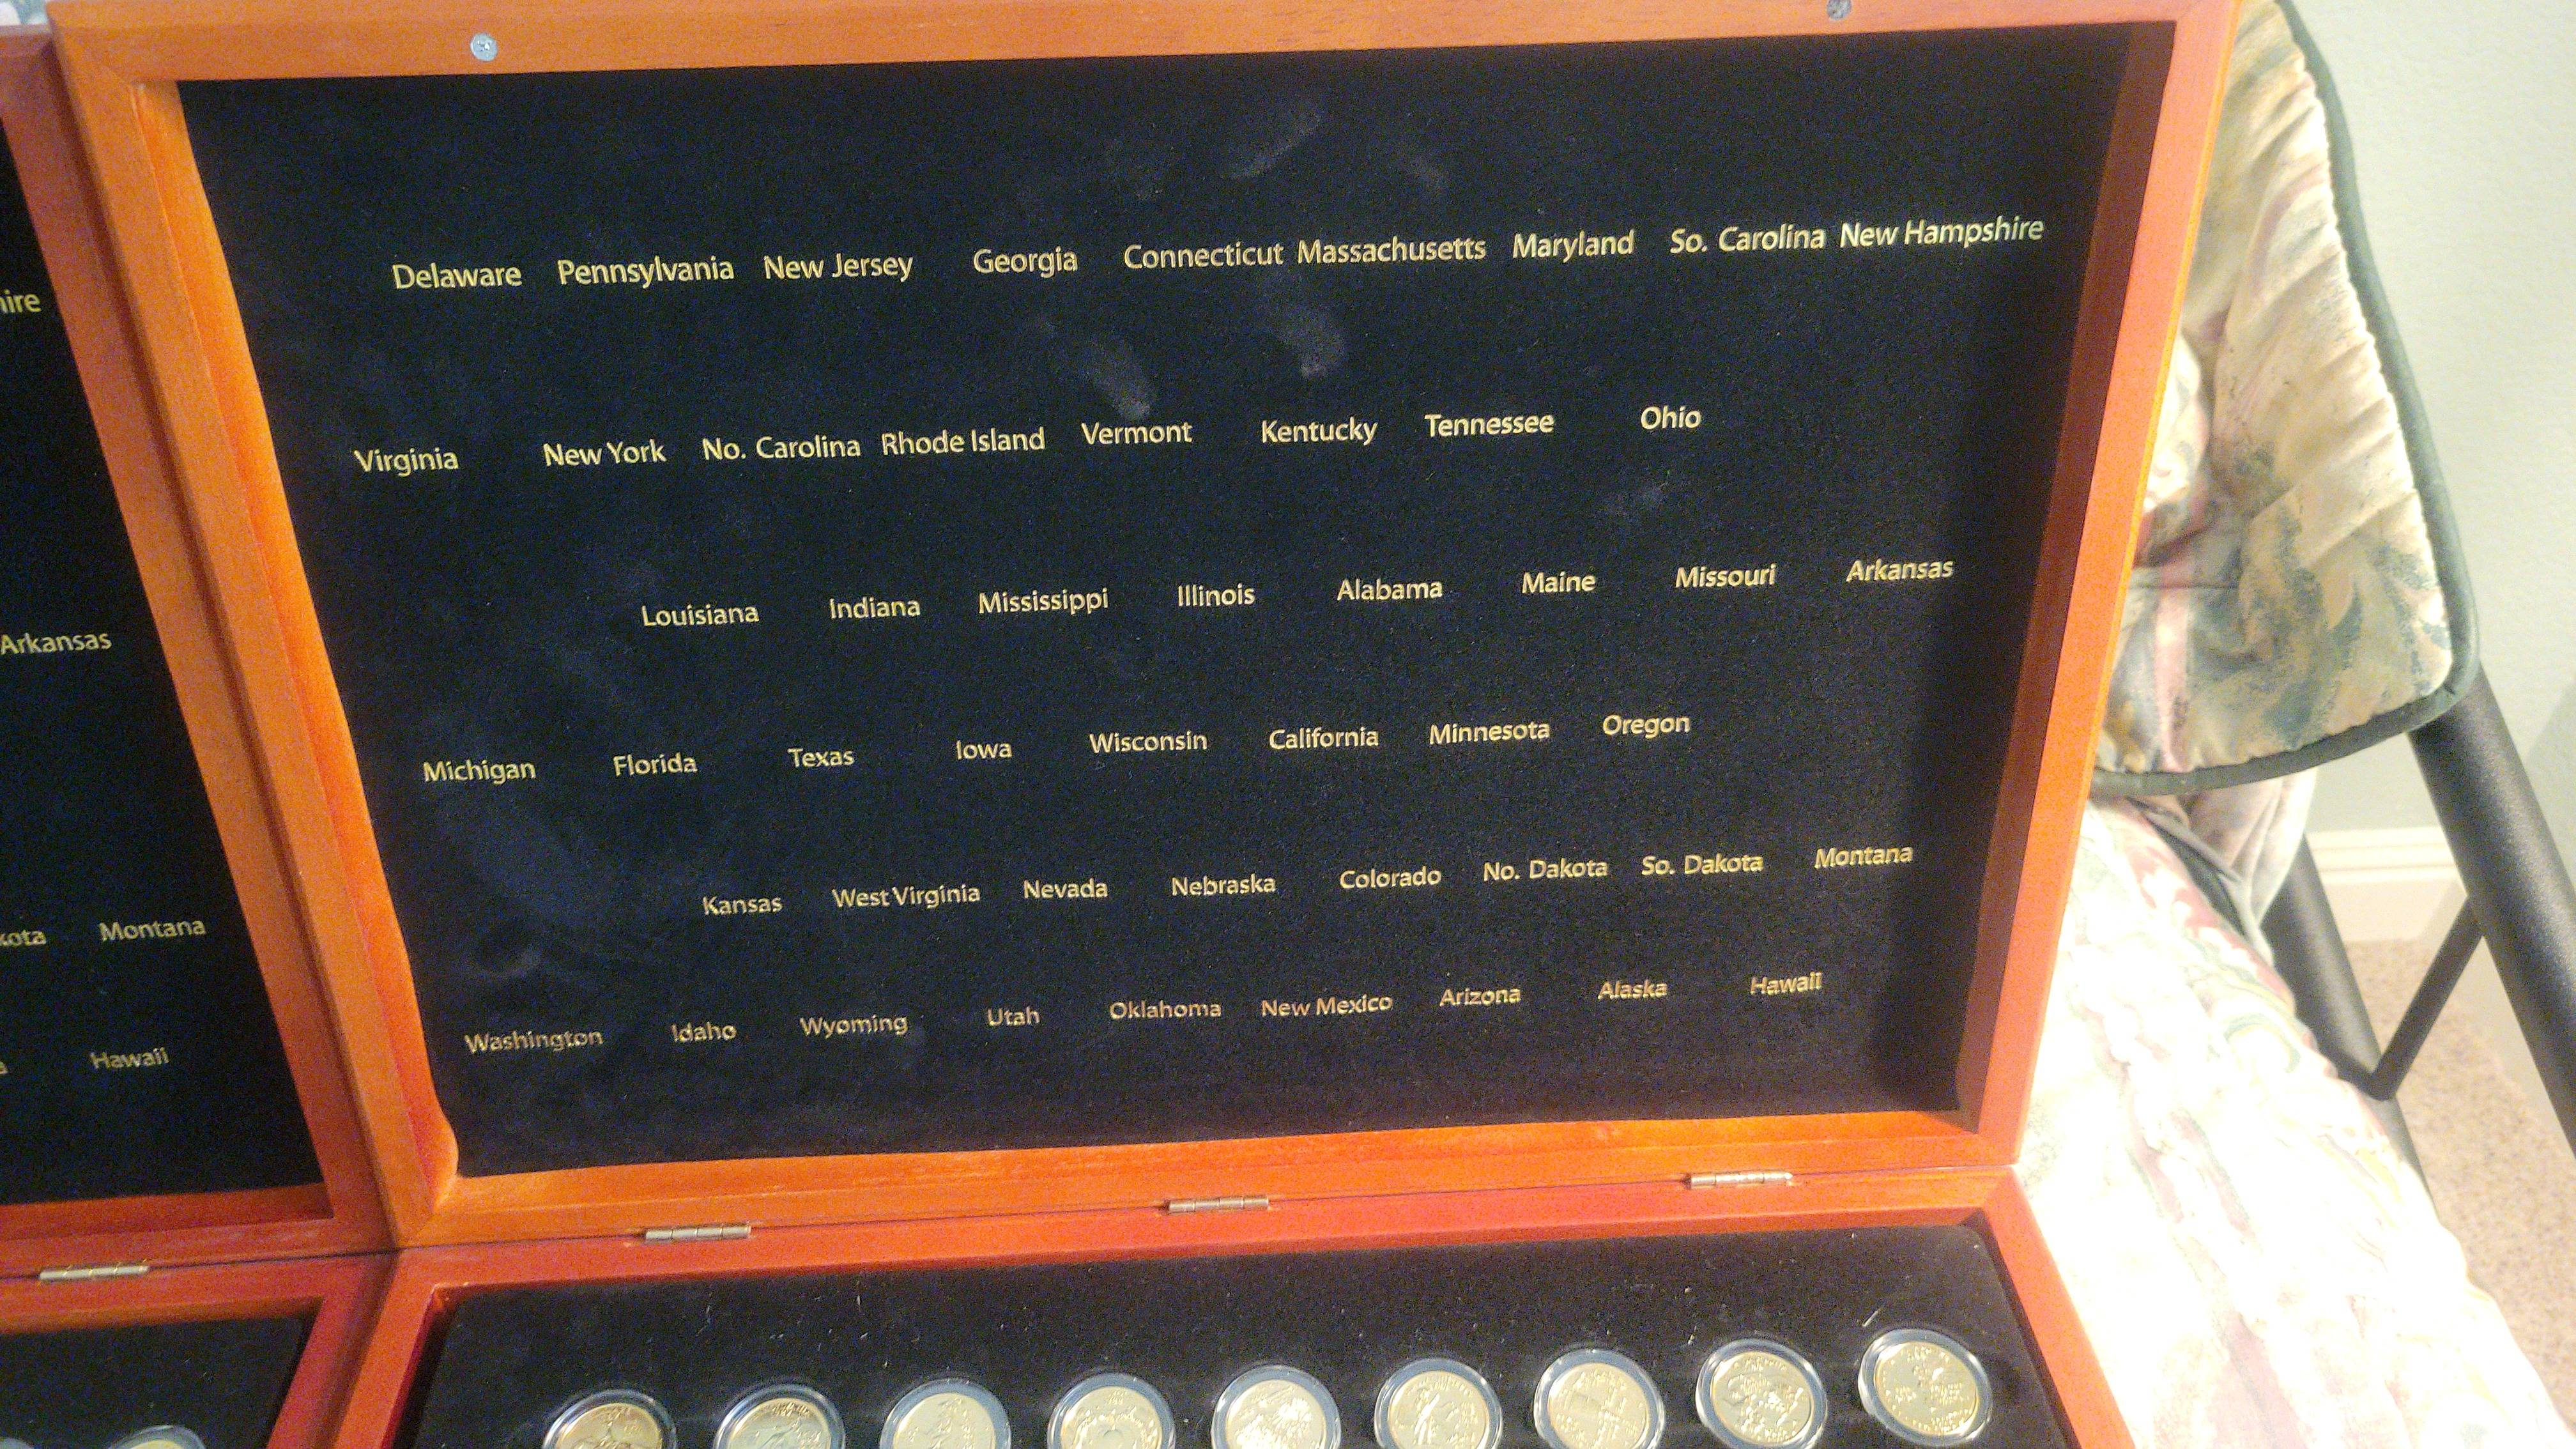 Delaware Pennsylvania New Jersey Georgia Connecticut Massachusetts Maryland So. Carolina New Hampshire
Virginia New York No. Carolina Rhode Island Vermont Kentucky Tennessee Ohio
Louisiana Indiana Mississippi Illinois Alabama Maine Missouri Arkansas
Michigan Florida Texas Iowa Wisconsin California Minnesota Oregon
Kansas West Virginia Nevada Nebraska Colorado No. Dakota So. Dakota Montana
Washington Idaho Wyoming Utah Oklahoma New Mexico Arizona Alaska Hawaii
hire
Arkansas
kota Montana
Hawaii